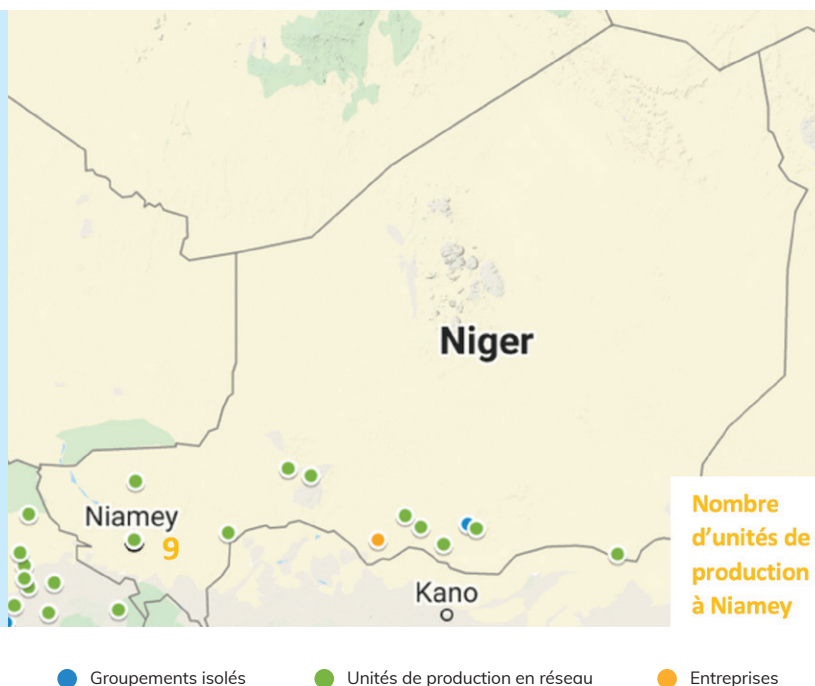 Niger
Niamey
9
Kano
Nombre
d'unités de
production
à Niamey
Groupements isolés
Unités de production en réseau
Entreprises